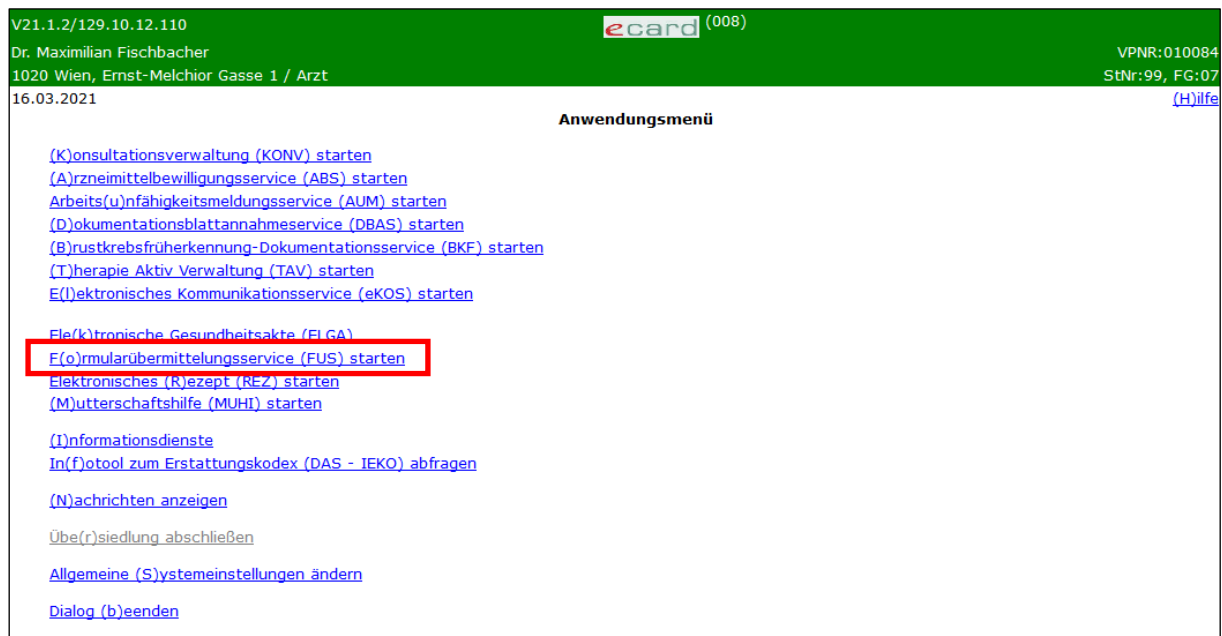 V21.1.2/129.10.12.110 ecard (008)
Dr. Maximilian Fischbacher VPNR:010084
1020 Wien, Ernst-Melchior Gasse 1 / Arzt StNr:99, FG:07
16.03.2021 (H)ilfe
Anwendungsmenü
(K)onsultationsverwaltung (KONV) starten
(A)rzneimittelbewilligungsservice (ABS) starten
Arbeits(u)nfähigkeitsmeldungsservice (AUM) starten
(D)okumentationsblattannahmeservice (DBAS) starten
(B)rustkrebsfrüherkennung-Dokumentationsservice (BKF) starten
(T)herapie Aktiv Verwaltung (TAV) starten
E(l)ektronisches Kommunikationsservice (eKOS) starten
Ele(k)tronische Gesundheitsakte (ELGA)
F(o)rmularübermittelungsservice (FUS) starten
Elektronisches (R)ezept (REZ) starten
(M)utterschaftshilfe (MUHI) starten
(I)nformationsdienste
In(f)otool zum Erstattungskodex (DAS - IEKO) abfragen
(N)achrichten anzeigen
Übe(r)siedlung abschließen
Allgemeine (S)ystemeinstellungen ändern
Dialog (b)eenden